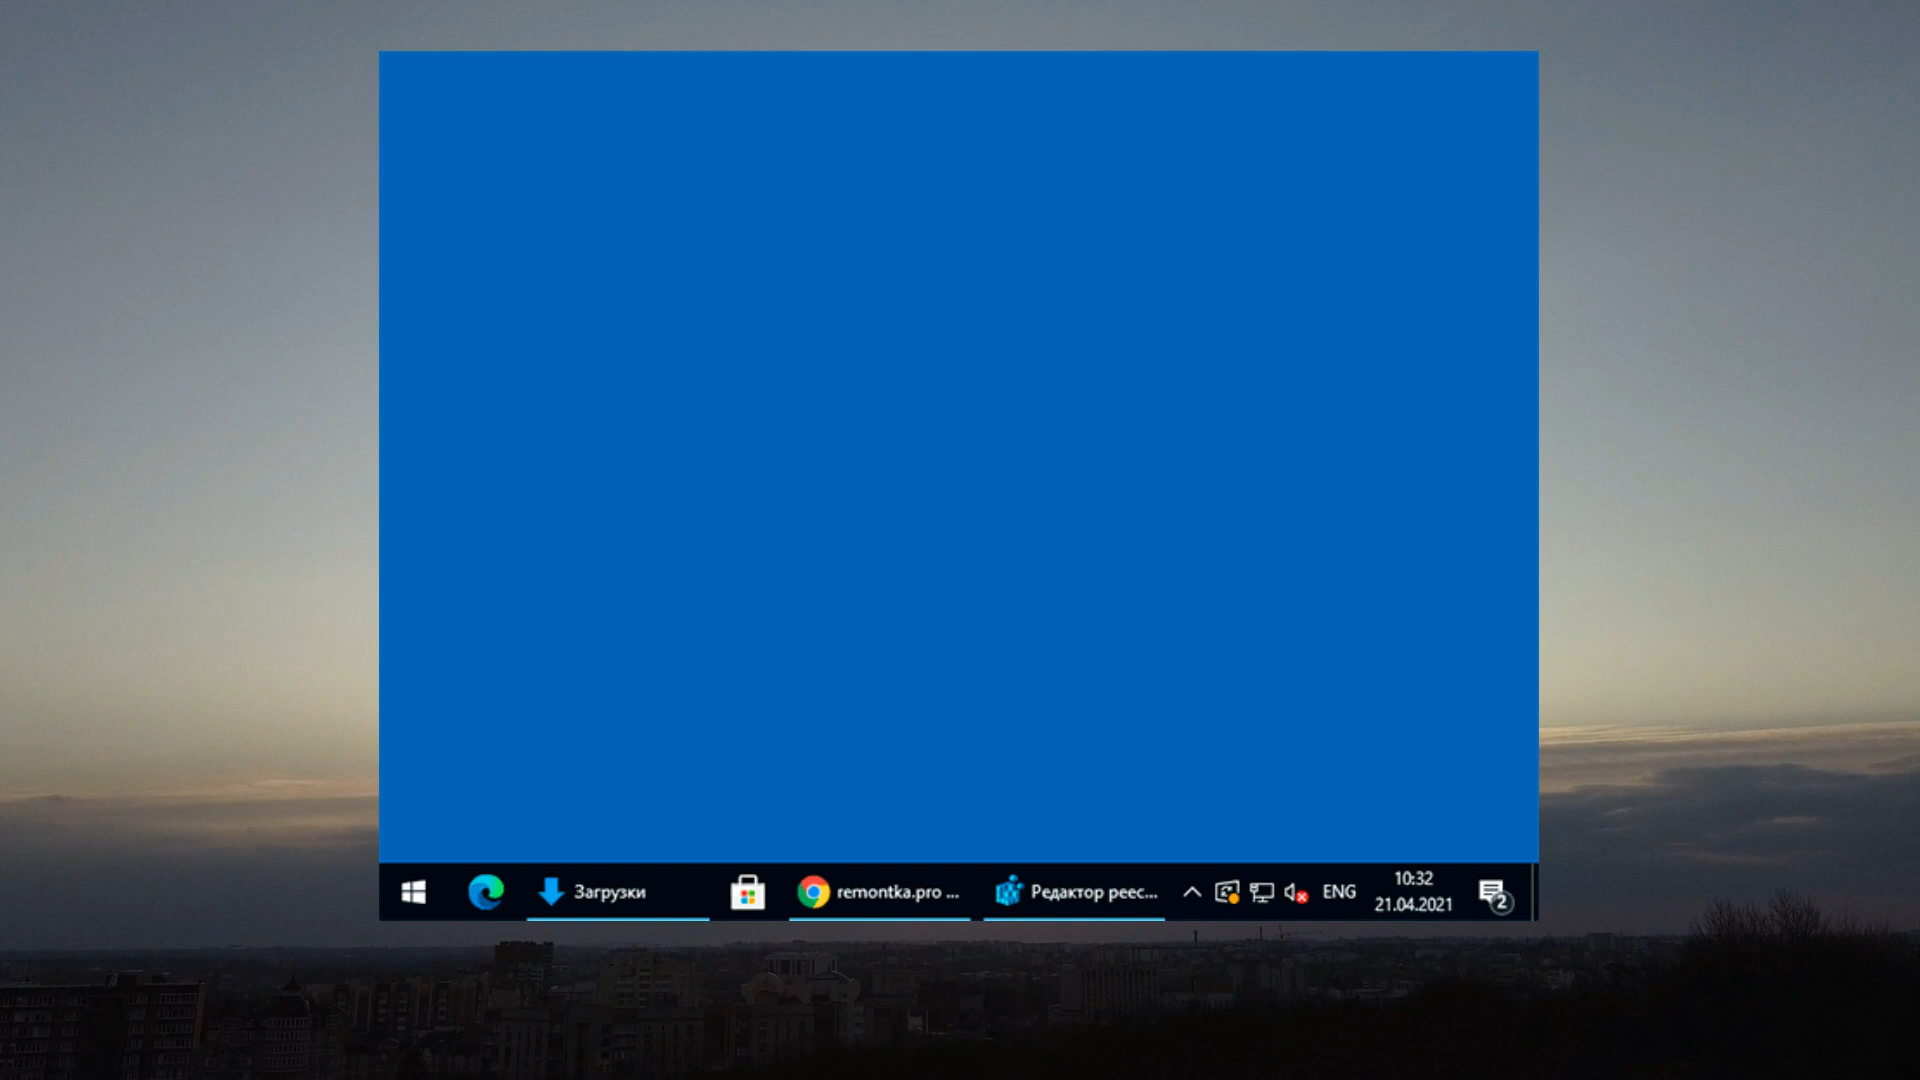 Загрузки
remontka.pro ...
Редактор реес...
ENG
10:32
21.04.2021
2